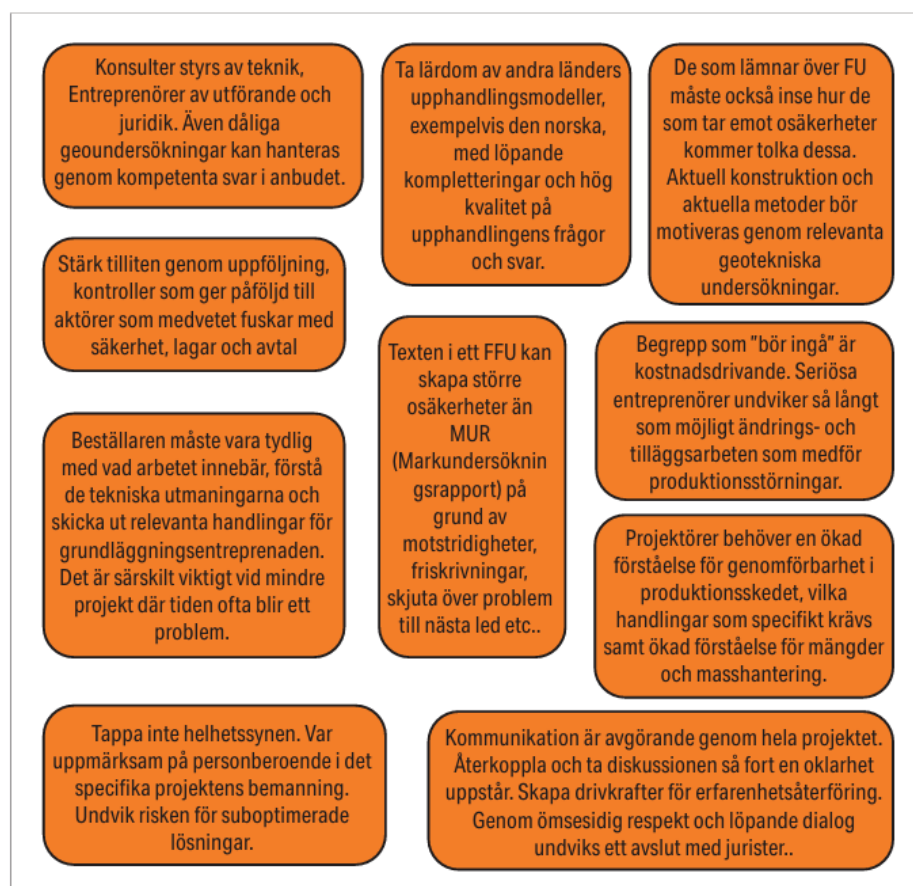 Konsulter styrs av teknik,
Entreprenörer av utförande och
juridik. Även dåliga
geoundersökningar kan hanteras
genom kompetenta svar i anbudet.
Ta lärdom av andra länders
upphandlingsmodeller,
exempelvis den norska,
med löpande
kompletteringar och hög
kvalitet på
upphandlingens frågor
och svar.
De som lämnar över FU
måste också inse hur de
som tar emot osäkerheter
kommer tolka dessa.
Aktuell konstruktion och
aktuella metoder bör
motiveras genom relevanta
geotekniska
undersökningar.
Stärk tilliten genom uppföljning,
kontroller som ger påföljd till
aktörer som medvetet fuskar med
säkerhet, lagar och avtal
Texten i ett FFU kan
skapa större
osäkerheter än
MUR
(Markundersöknin
gsrapport) på
grund av
motstridigheter,
friskrivningar,
skjuta över problem
till nästa led etc..
Begrepp som ”bör ingå” är
kostnadsdrivande. Seriösa
entreprenörer undviker så långt
som möjligt ändrings- och
tilläggsarbeten som medför
produktionsstörningar.
Beställaren måste vara tydlig
med vad arbetet innebär, förstå
de tekniska utmaningarna och
skicka ut relevanta handlingar för
grundläggningsentreprenaden.
Det är särskilt viktigt vid mindre
projekt där tiden ofta blir ett
problem.
Projektörer behöver en ökad
förståelse för genomförbarhet i
produktionsskedet, vilka
handlingar som specifikt krävs
samt ökad förståelse för mängder
och masshantering.
Tappa inte helhetssynen. Var
uppmärksam på personberoende i det
specifika projektens bemanning.
Undvik risken för suboptimerade
lösningar.
Kommunikation är avgörande genom hela projektet.
Återkoppla och ta diskussionen så fort en oklarhet
uppstår. Skapa drivkrafter för erfarenhetsåterföring.
Genom ömsesidig respekt och löpande dialog
undviks ett avslut med jurister..